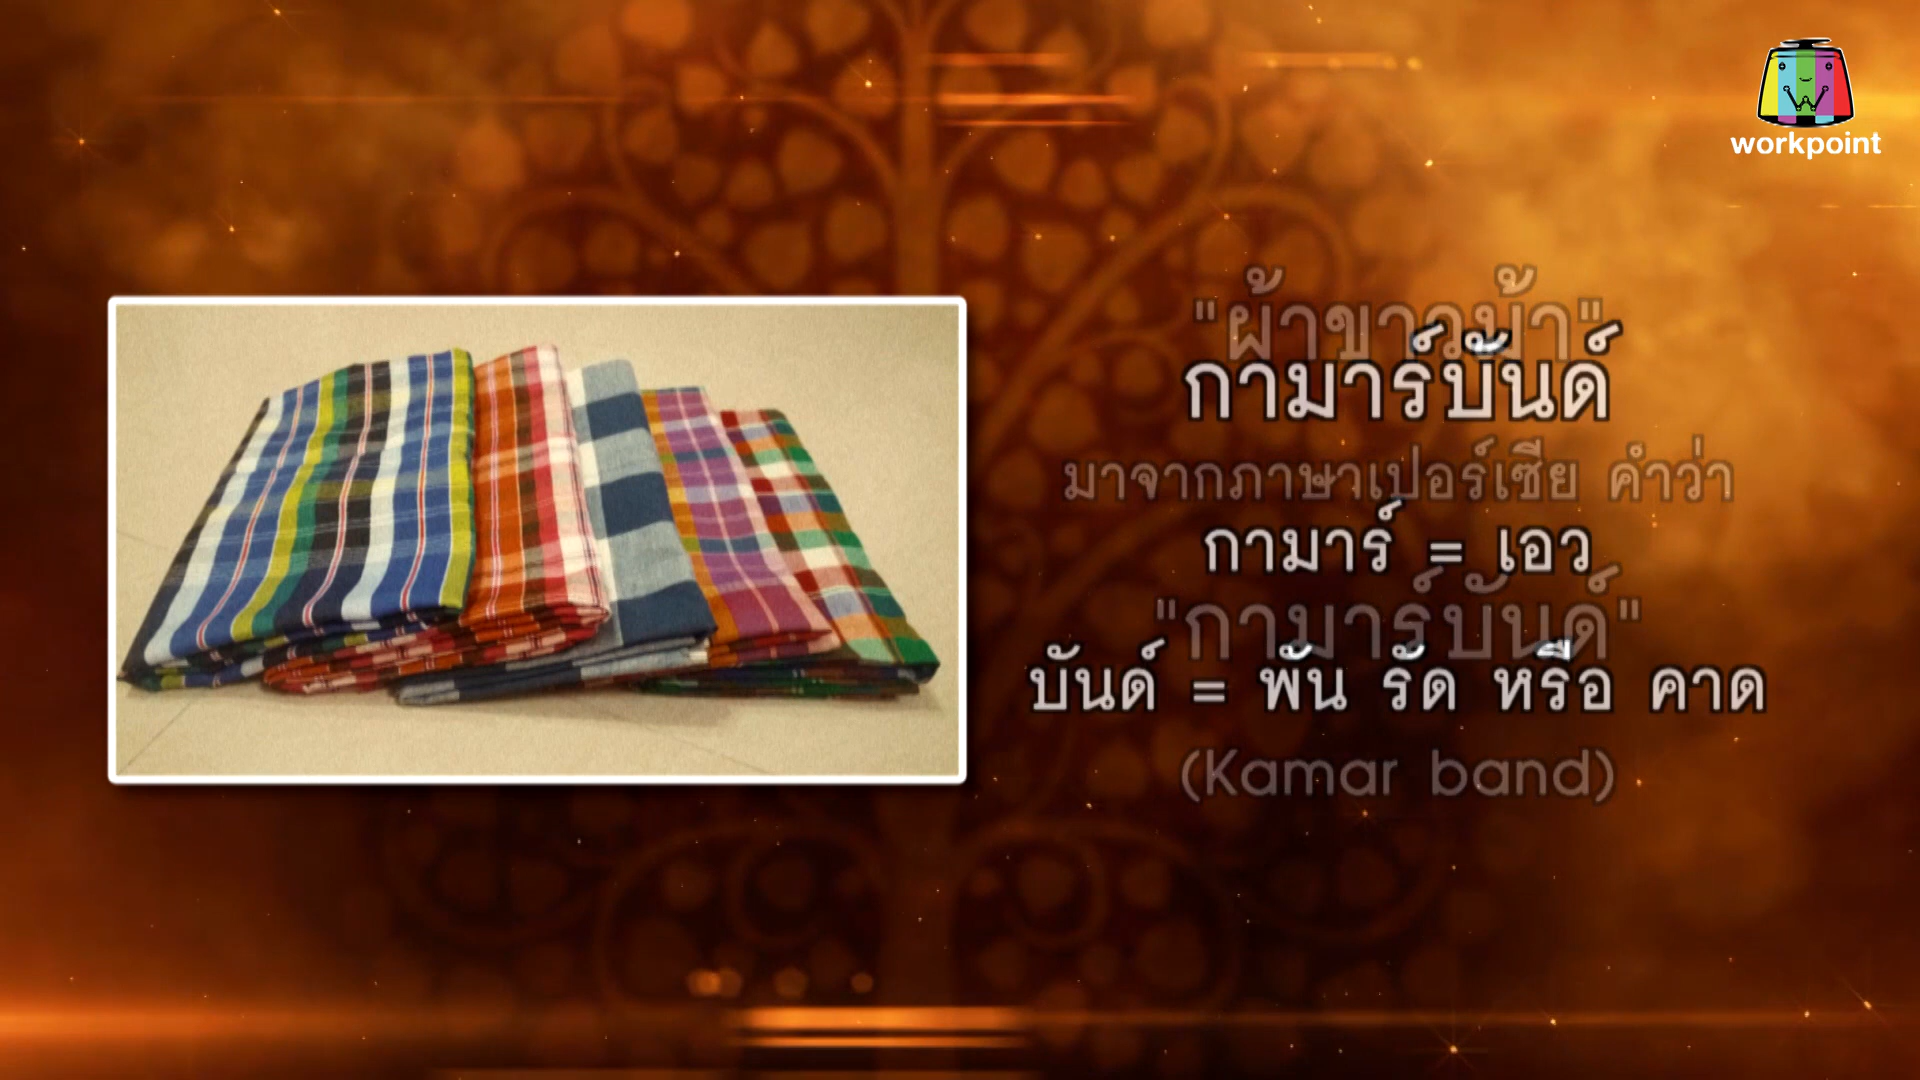 workpoint
"ผ้าขาวม้า"
กามาร์บันด์
มาจากภาษาเปอร์เซีย คำว่า
กามาร์ = เอว
"กามาร์บันด์"
บันด์ = พัน รัด หรือ คาด
(Kamar band)